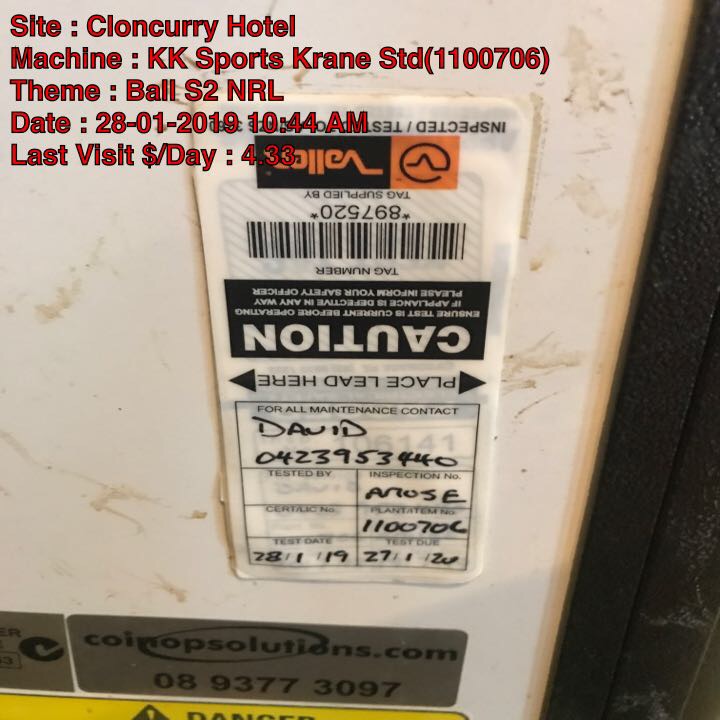 Site : Cloncurry Hotel
Machine : KK Sports Krane Std(1100706)
Theme : Ball S2 NRL
Date : 28-01-2019 10:44 AM
Last Visit $/Day : 4.33
INSPECTED / TESTED TO
TAG SUPPLIED BY
*897520*
TAG NUMBER
CAUTION
ENSURE TEST IS CURRENT BEFORE OPERATING
IF APPLIANCE IS DEFECTIVE IN ANY WAY
PLEASE INFORM YOUR SAFETY OFFICER
PLACE LEAD HERE
FOR ALL MAINTENANCE CONTACT
DAVID
0423953440
TESTED BY
INSPECTION No.
AMUSE
CERT/LIC No.
PLANT/ITEM No.
1100706
TEST DATE
TEST DUE
28/1/19
27/1/20
coinopsolutions.com
08 9377 3097
DANGER